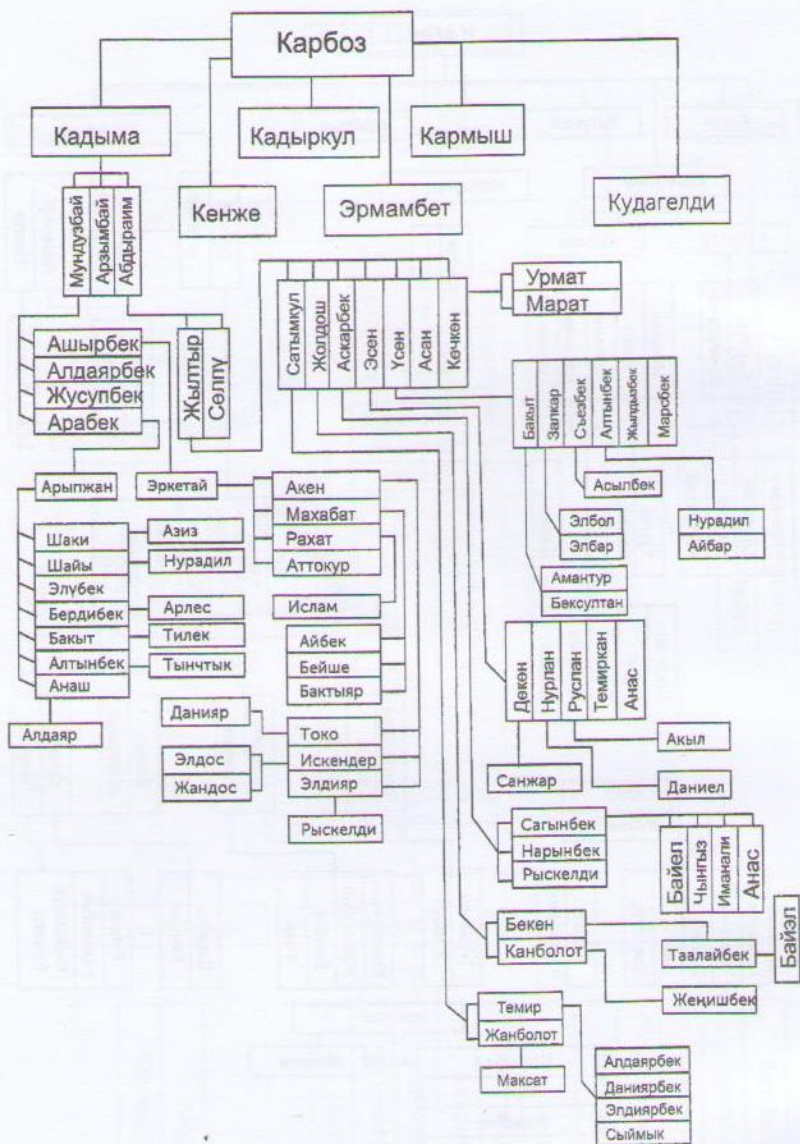 Карбоз
Кадыма
Кадыркул
Кармыш
Кенже
Эрмамбет
Кудагелди
Мундузбай
Арзымбай
Абдыраим
Ашырбек
Алдаярбек
Жусупбек
Арабек
Жылтыр
Сөлпү
Сатымкул
Жолдош
Аскарбек
Эсен
Үсөн
Асан
Көчкөн
Урмат
Марат
Бакыт
Залкар
Съезбек
Алтынбек
Жылдызбек
Марсбек
Асылбек
Элбол
Элбар
Нурадил
Айбар
Амантур
Бексултан
Арыпжан
Эркетай
Акен
Махабат
Рахат
Аттокур
Шаки
Шайы
Элүбек
Бердибек
Бакыт
Алтынбек
Анаш
Азиз
Нурадил
Арлес
Тилек
Тынчтык
Алдаяр
Ислам
Айбек
Бейше
Бактыяр
Данияр
Токо
Искендер
Элдияр
Элдос
Жандос
Рыскелди
Дөкөн
Нурлан
Руслан
Темиркан
Анас
Акыл
Санжар
Даниел
Сагынбек
Нарынбек
Рыскелди
Байел
Чынгыз
Иманали
Анас
Бекен
Канболот
Таалайбек
Байэл
Жеңишбек
Темир
Жанболот
Максат
Алдаярбек
Даниярбек
Элдиярбек
Сыймык